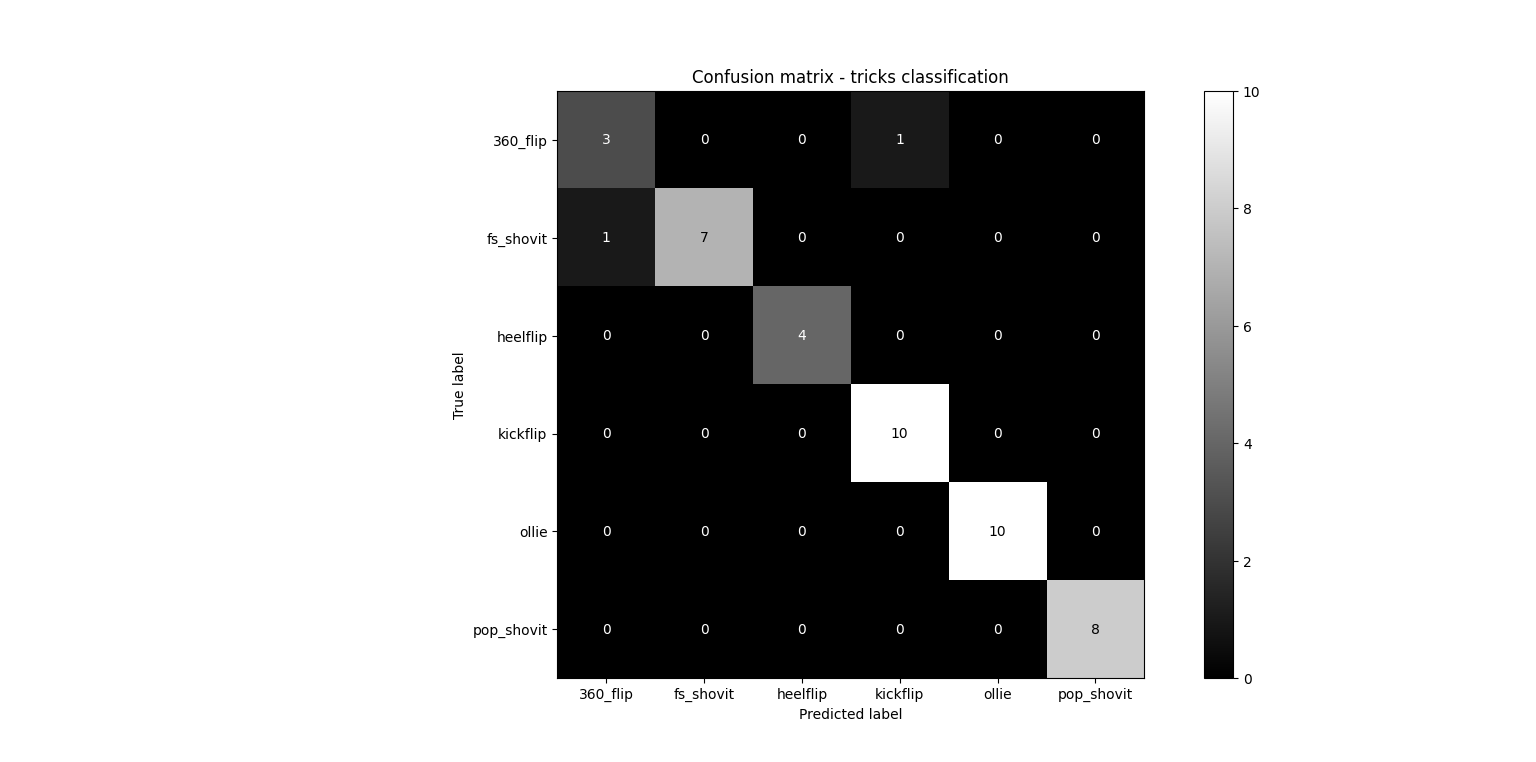 Confusion matrix - tricks classification
10
360_flip 3 0 0 1 0 0
8
fs_shovit 1 7 0 0 0 0
6
heelflip 0 0 4 0 0 0
True label
kickflip 0 0 0 10 0 0
4
ollie 0 0 0 0 10 0
2
pop_shovit 0 0 0 0 0 8
0
360_flip fs_shovit heelflip kickflip ollie pop_shovit
Predicted label